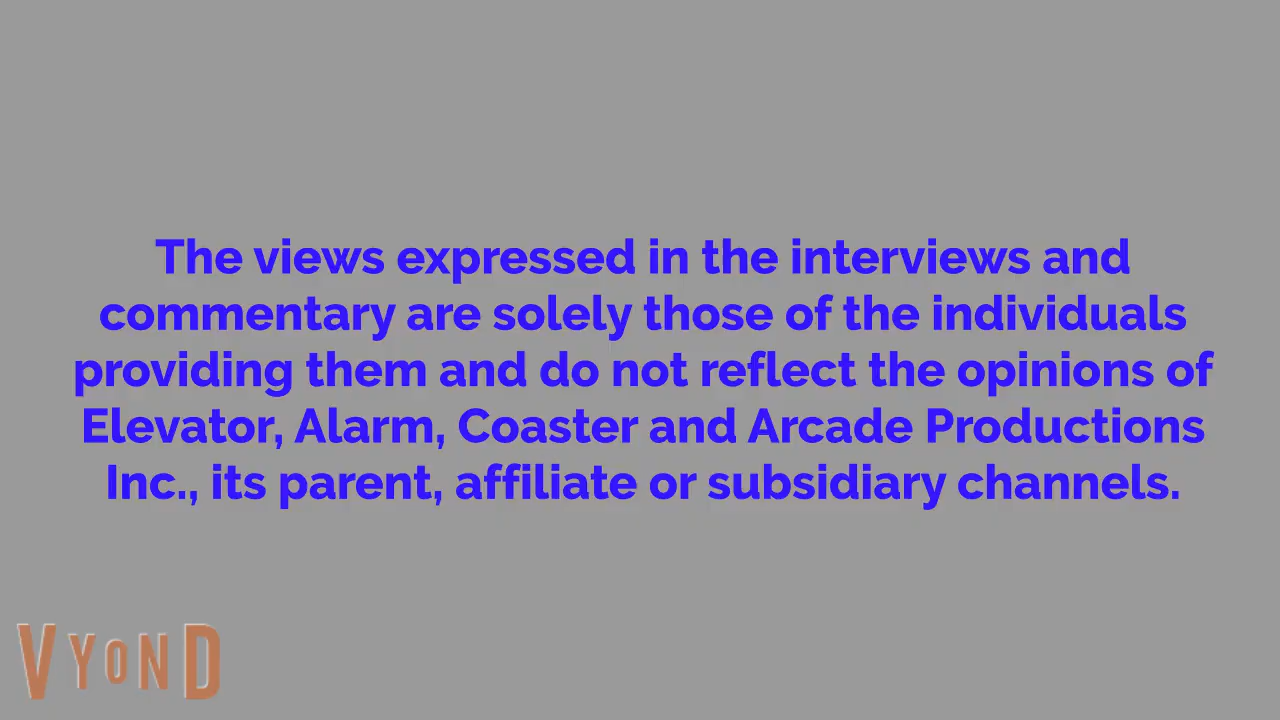 The views expressed in the interviews and
commentary are solely those of the individuals
providing them and do not reflect the opinions of
Elevator, Alarm, Coaster and Arcade Productions
Inc., its parent, affiliate or subsidiary channels.
VYOND